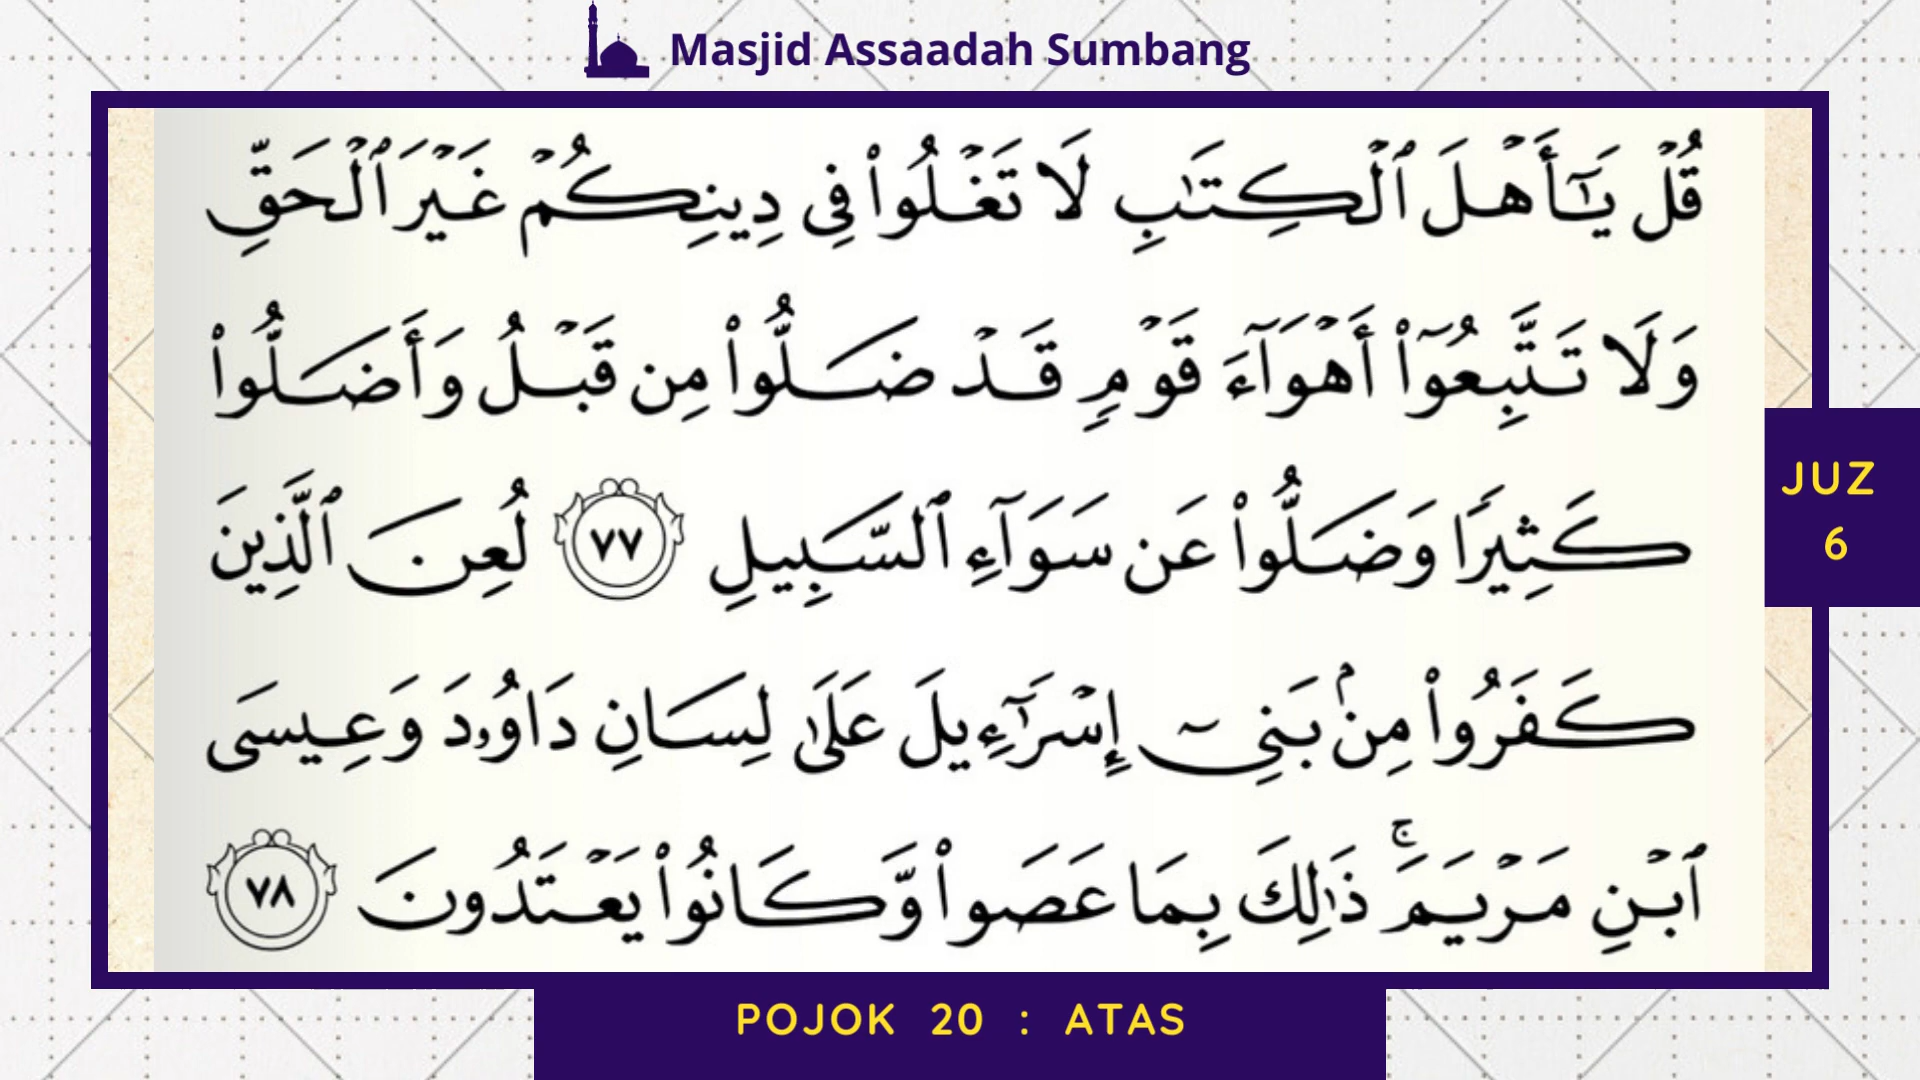 Masjid Assaadah Sumbang
قُلْ يَـٰٓأَهْلَ ٱلْكِتَـٰبِ لَا تَغْلُوا۟ فِى دِينِكُمْ غَيْرَ ٱلْحَقِّ
وَلَا تَتَّبِعُوٓا۟ أَهْوَآءَ قَوْمٍ قَدْ ضَلُّوا۟ مِن قَبْلُ وَأَضَلُّوا۟
كَثِيرًا وَضَلُّوا۟ عَن سَوَآءِ ٱلسَّبِيلِ ٧٧ لُعِنَ ٱلَّذِينَ
كَفَرُوا۟ مِنۢ بَنِىٓ إِسْرَٰٓءِيلَ عَلَىٰ لِسَانِ دَاوُۥدَ وَعِيسَى
ٱبْنِ مَرْيَمَ ۚ ذَٰلِكَ بِمَا عَصَوا۟ وَّكَانُوا۟ يَعْتَدُونَ ٧٨
JUZ
6
POJOK 20 : ATAS